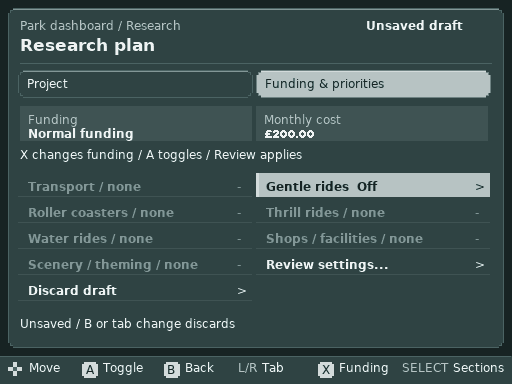 Park dashboard / Research
Unsaved draft
Research plan
Project
Funding & priorities
Funding
Normal funding
Monthly cost
£200.00
X changes funding / A toggles / Review applies
Transport / none -
Gentle rides Off >
Roller coasters / none -
Thrill rides / none -
Water rides / none -
Shops / facilities / none -
Scenery / theming / none -
Review settings... >
Discard draft >
Unsaved / B or tab change discards
Move A Toggle B Back L/R Tab X Funding SELECT Sections